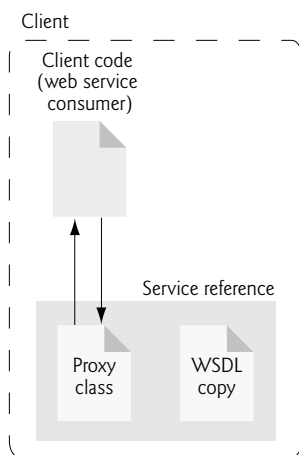 Client
Client code
(web service
consumer)
Service reference
Proxy
class
WSDL
copy